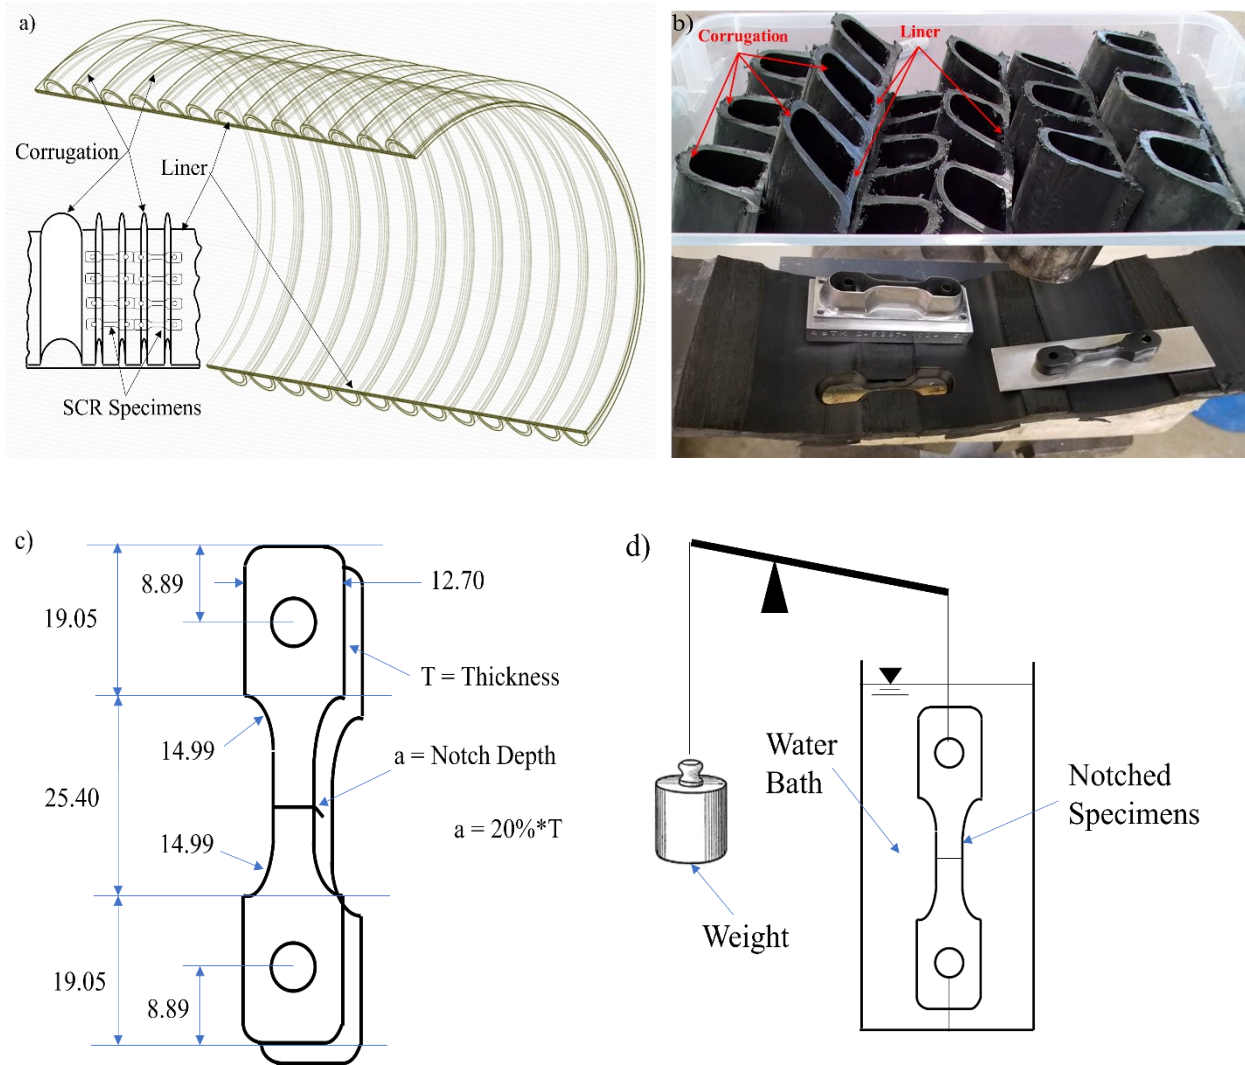 a)
Corrugation
Liner
SCR Specimens
b)
Corrugation
Liner
c)
8.89
12.70
19.05
T = Thickness
14.99
a = Notch Depth
25.40
a = 20%*T
14.99
19.05
8.89
d)
Water
Bath
Notched
Specimens
Weight